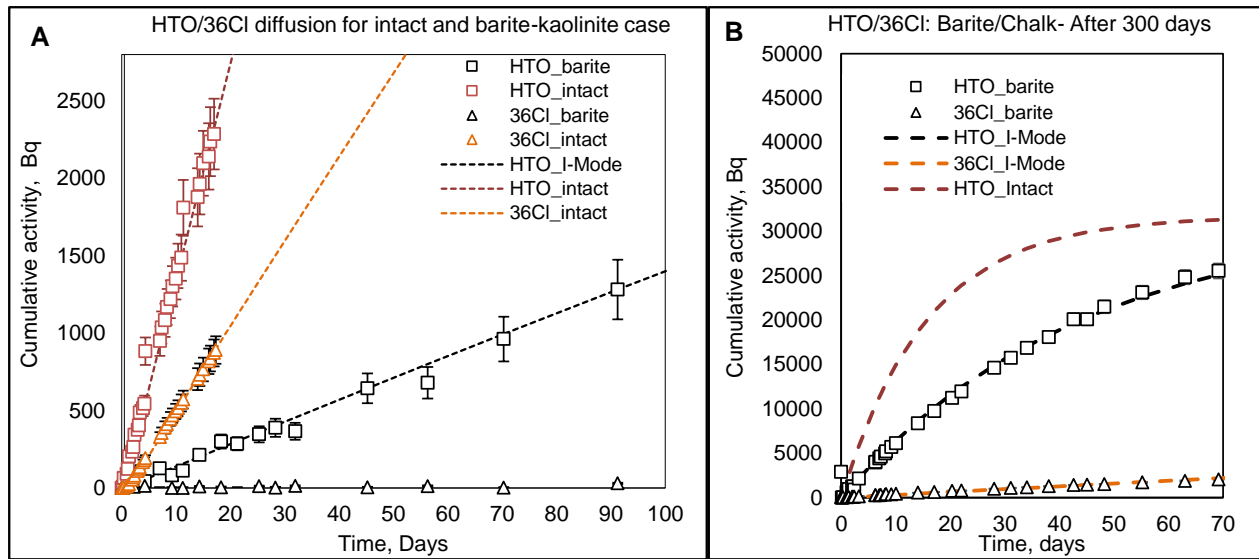 A
HTO/36Cl diffusion for intact and barite-kaolinite case
HTO_barite
HTO_intact
36Cl_barite
36Cl_intact
HTO_I-Mode
HTO_intact
36Cl_intact
Cumulative activity, Bq
2500
2000
1500
1000
500
0
0 10 20 30 40 50 60 70 80 90 100
Time, Days
B
HTO/36Cl: Barite/Chalk- After 300 days
HTO_barite
36Cl_barite
HTO_I-Mode
36Cl_I-Mode
HTO_Intact
Cumulative activity, Bq
50000
45000
40000
35000
30000
25000
20000
15000
10000
5000
0
0 10 20 30 40 50 60 70
Time, days